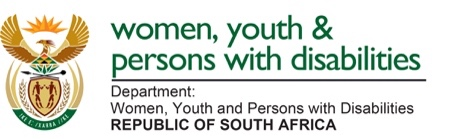 women, youth &
persons with disabilities
Department:
Women, Youth and Persons with Disabilities
REPUBLIC OF SOUTH AFRICA